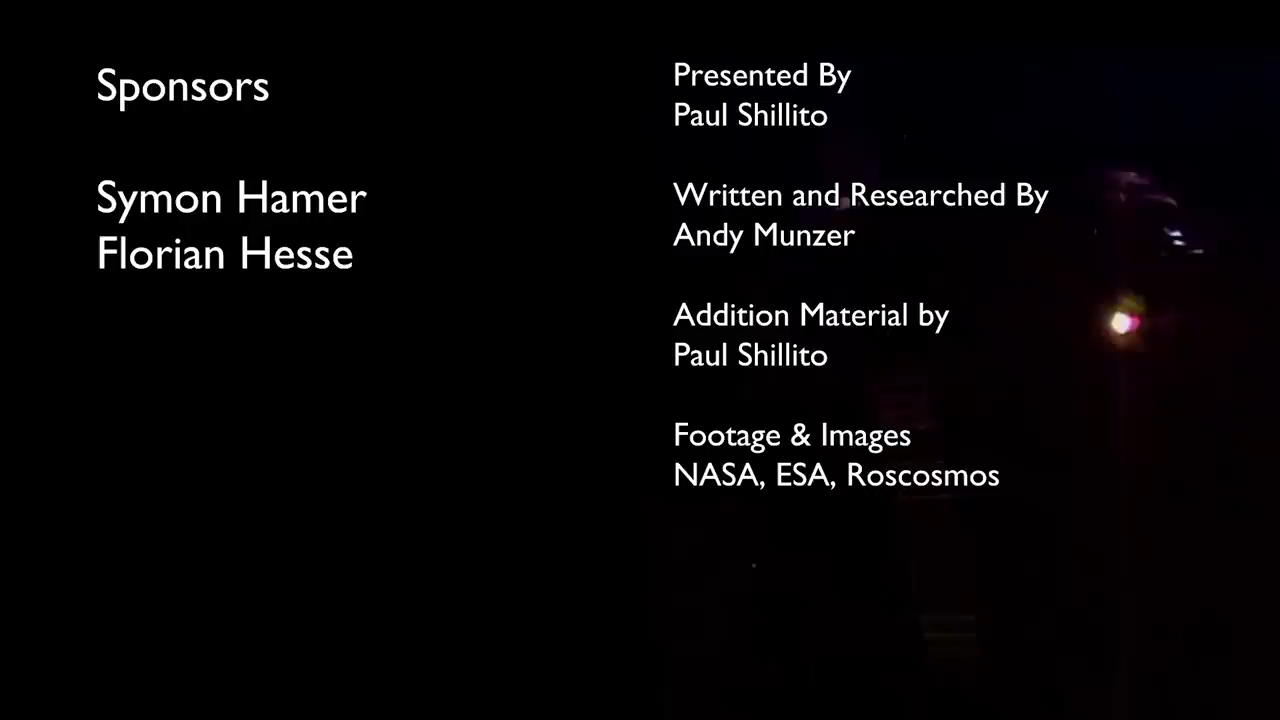 Sponsors
Symon Hamer
Florian Hesse
Presented By
Paul Shillito
Written and Researched By
Andy Munzer
Addition Material by
Paul Shillito
Footage & Images
NASA, ESA, Roscosmos